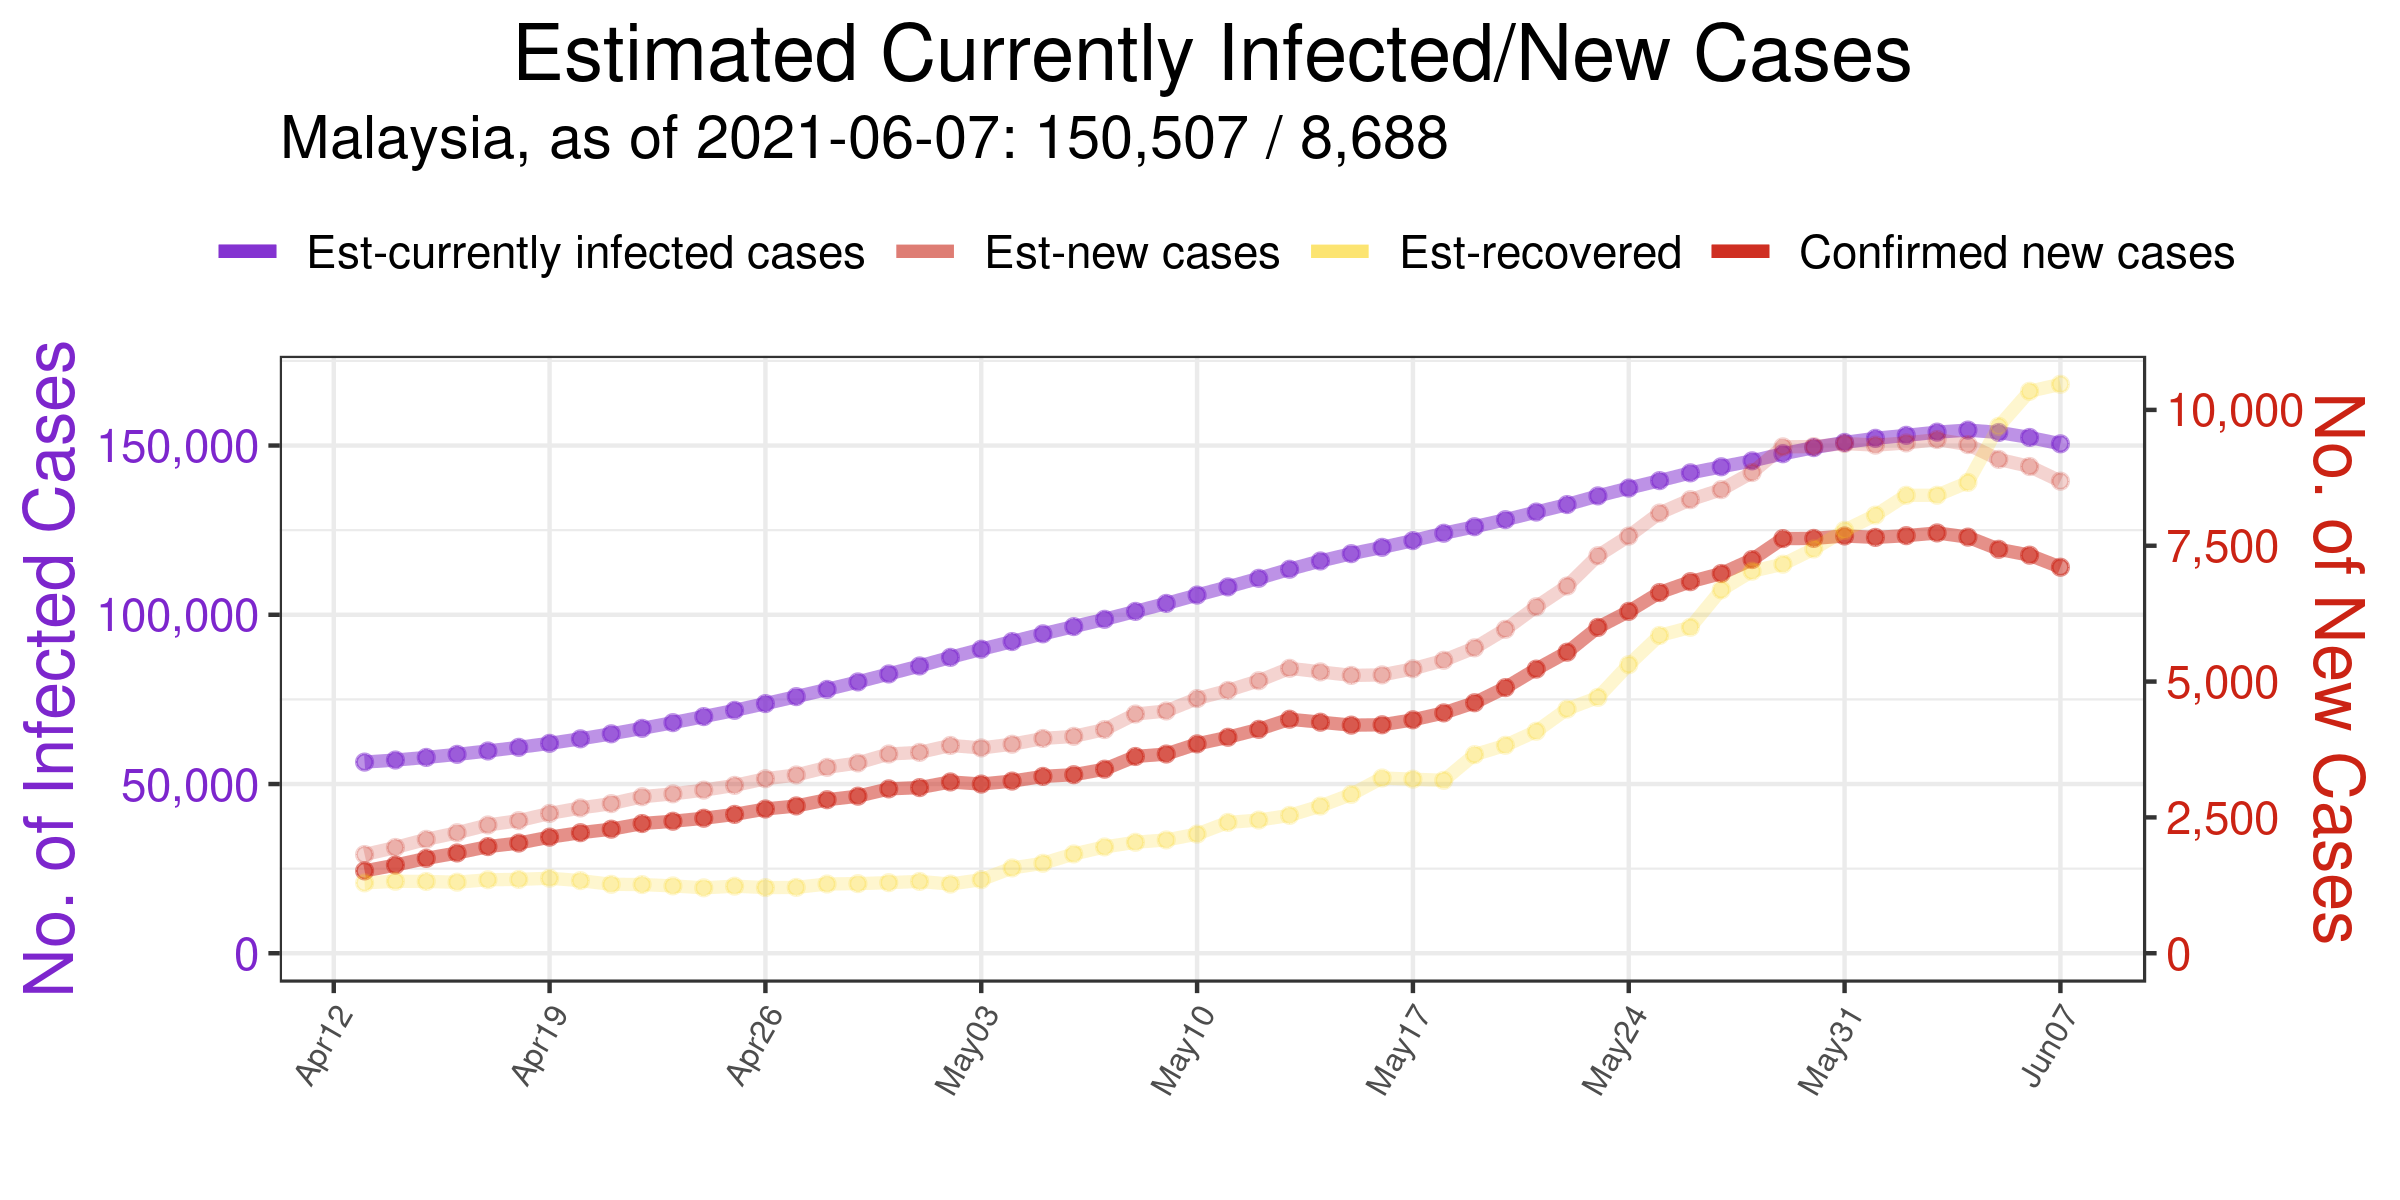 Estimated Currently Infected/New Cases
Malaysia, as of 2021-06-07: 150,507 / 8,688
Est-currently infected cases Est-new cases Est-recovered Confirmed new cases
No. of Infected Cases
150,000
100,000
50,000
0
10,000
7,500
5,000
2,500
0
No. of New Cases
Apr12 Apr19 Apr26 May03 May10 May17 May24 May31 Jun07